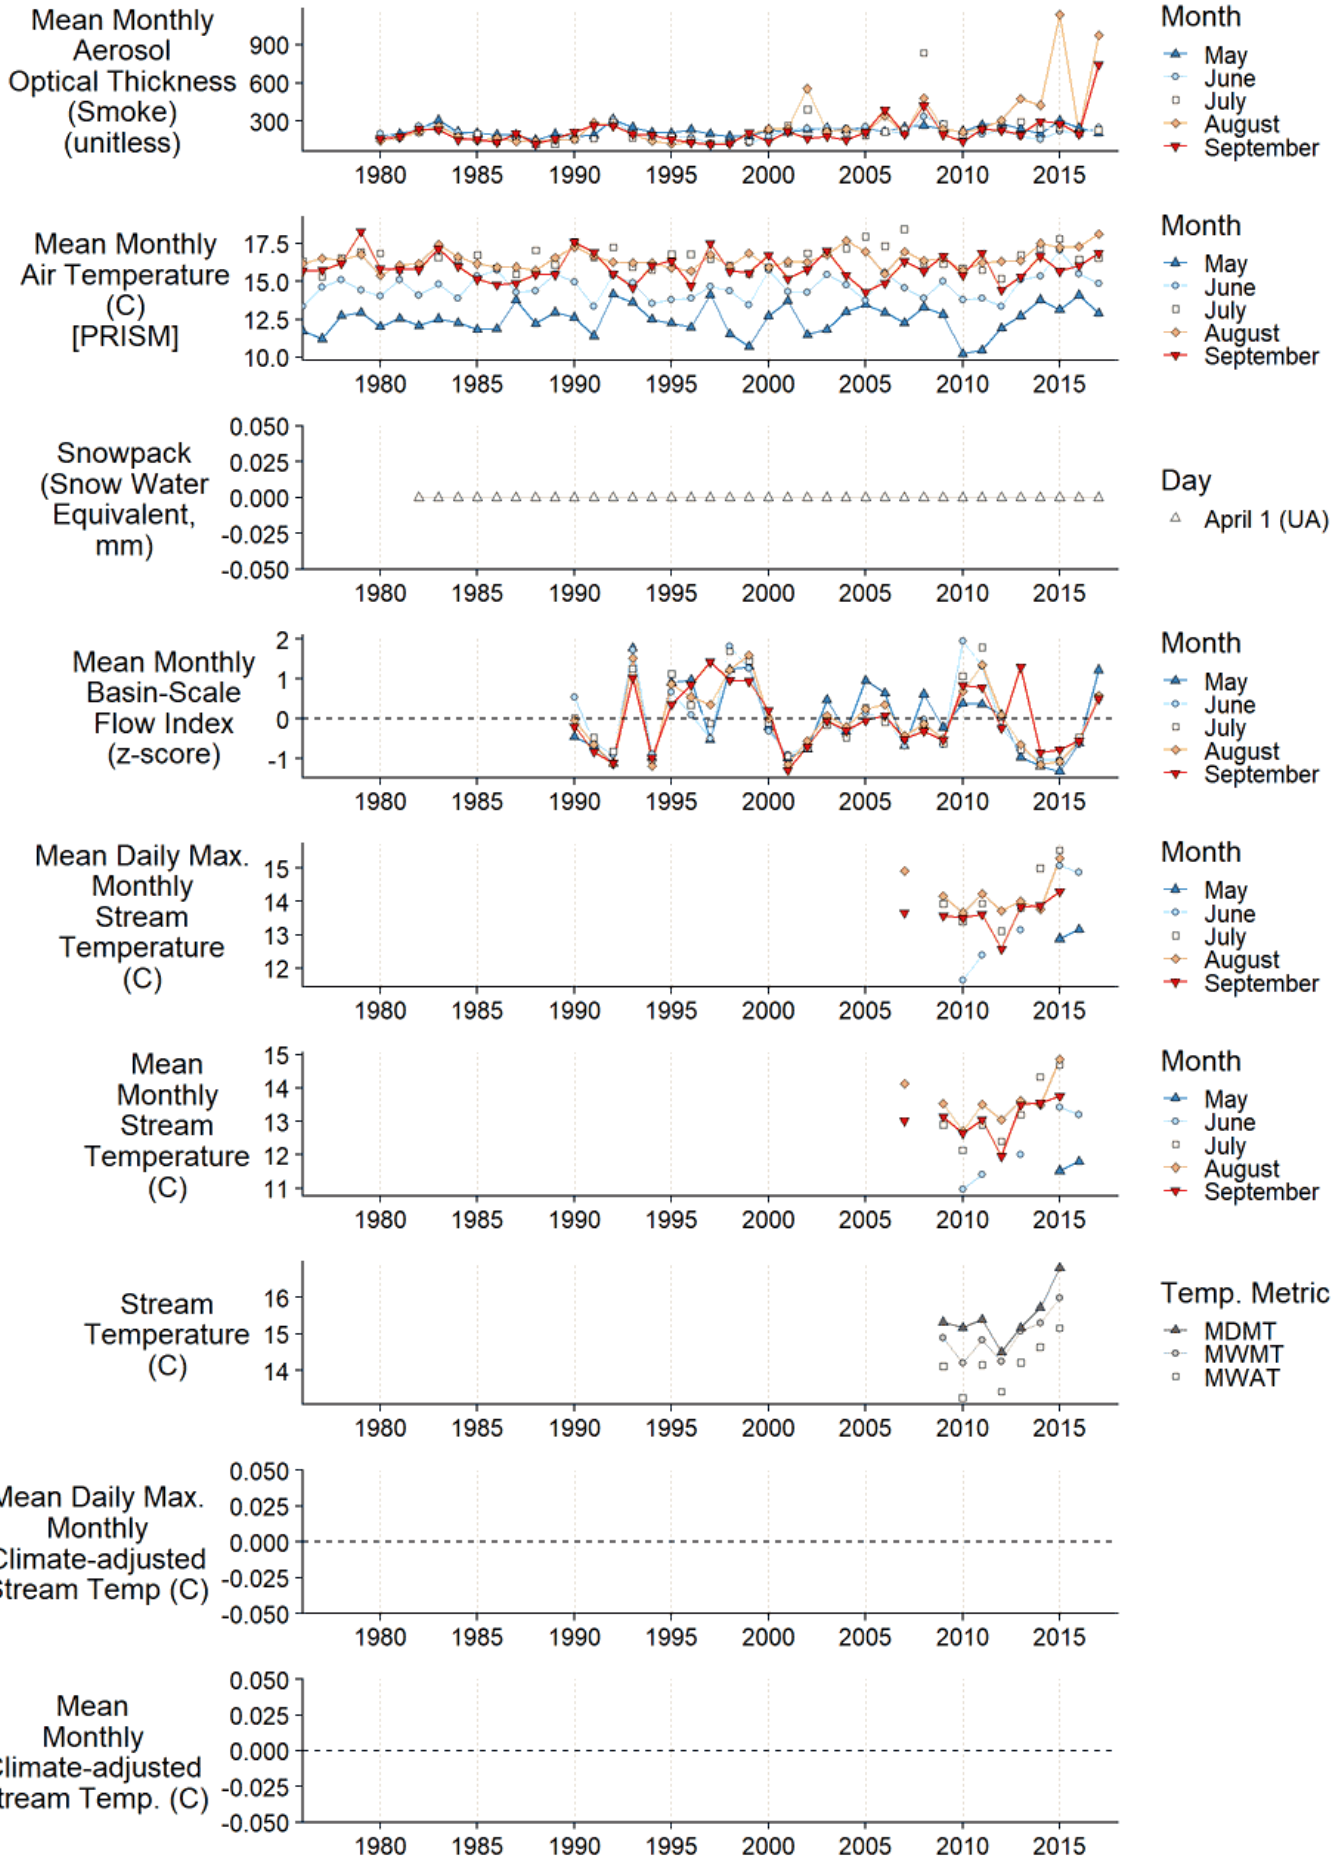 Mean Monthly
Aerosol
Optical Thickness
(Smoke)
(unitless)
900
600
300
1980 1985 1990 1995 2000 2005 2010 2015
Month
May
June
July
August
September
Mean Monthly
Air Temperature
(C)
[PRISM]
17.5
15.0
12.5
10.0
1980 1985 1990 1995 2000 2005 2010 2015
Month
May
June
July
August
September
Snowpack
(Snow Water
Equivalent,
mm)
0.050
0.025
0.000
-0.025
-0.050
1980 1985 1990 1995 2000 2005 2010 2015
Day
April 1 (UA)
Mean Monthly
Basin-Scale
Flow Index
(z-score)
2
1
0
-1
1980 1985 1990 1995 2000 2005 2010 2015
Month
May
June
July
August
September
Mean Daily Max.
Monthly
Stream
Temperature
(C)
15
14
13
12
1980 1985 1990 1995 2000 2005 2010 2015
Month
May
June
July
August
September
Mean
Monthly
Stream
Temperature
(C)
15
14
13
12
11
1980 1985 1990 1995 2000 2005 2010 2015
Month
May
June
July
August
September
Stream
Temperature
(C)
16
15
14
1980 1985 1990 1995 2000 2005 2010 2015
Temp. Metric
MDMT
MWMT
MWAT
Mean Daily Max.
Monthly
Climate-adjusted
Stream Temp (C)
0.050
0.025
0.000
-0.025
-0.050
1980 1985 1990 1995 2000 2005 2010 2015
Mean
Monthly
Climate-adjusted
tream Temp. (C)
0.050
0.025
0.000
-0.025
-0.050
1980 1985 1990 1995 2000 2005 2010 2015